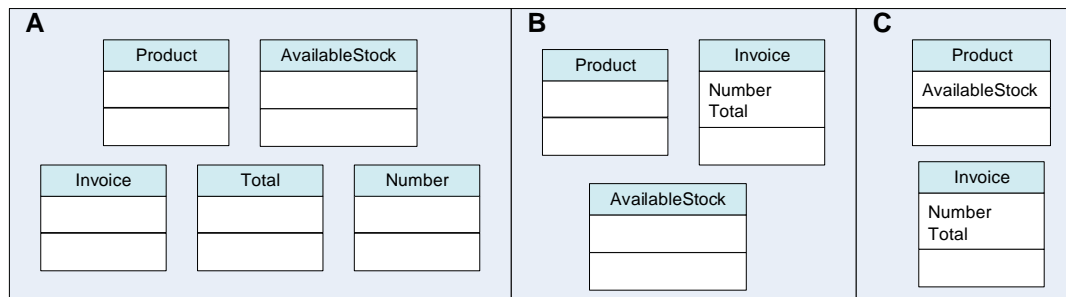 A
Product
AvailableStock
Invoice
Total
Number
B
Product
Invoice
Number
Total
AvailableStock
C
Product
AvailableStock
Invoice
Number
Total